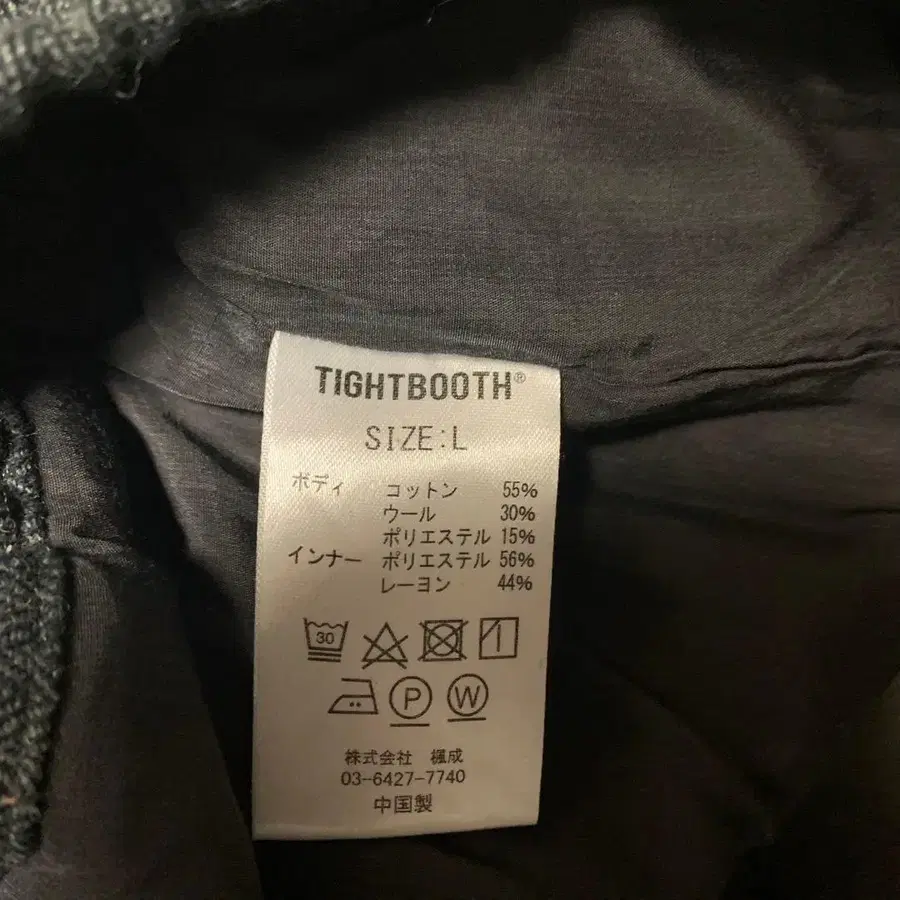 TIGHTBOOTH®
SIZE:L
ボディ コットン 55%
ウール 30%
ポリエステル 15%
インナー ポリエステル 56%
レーヨン 44%
30
P W
株式会社 楓成
03-6427-7740
中国製